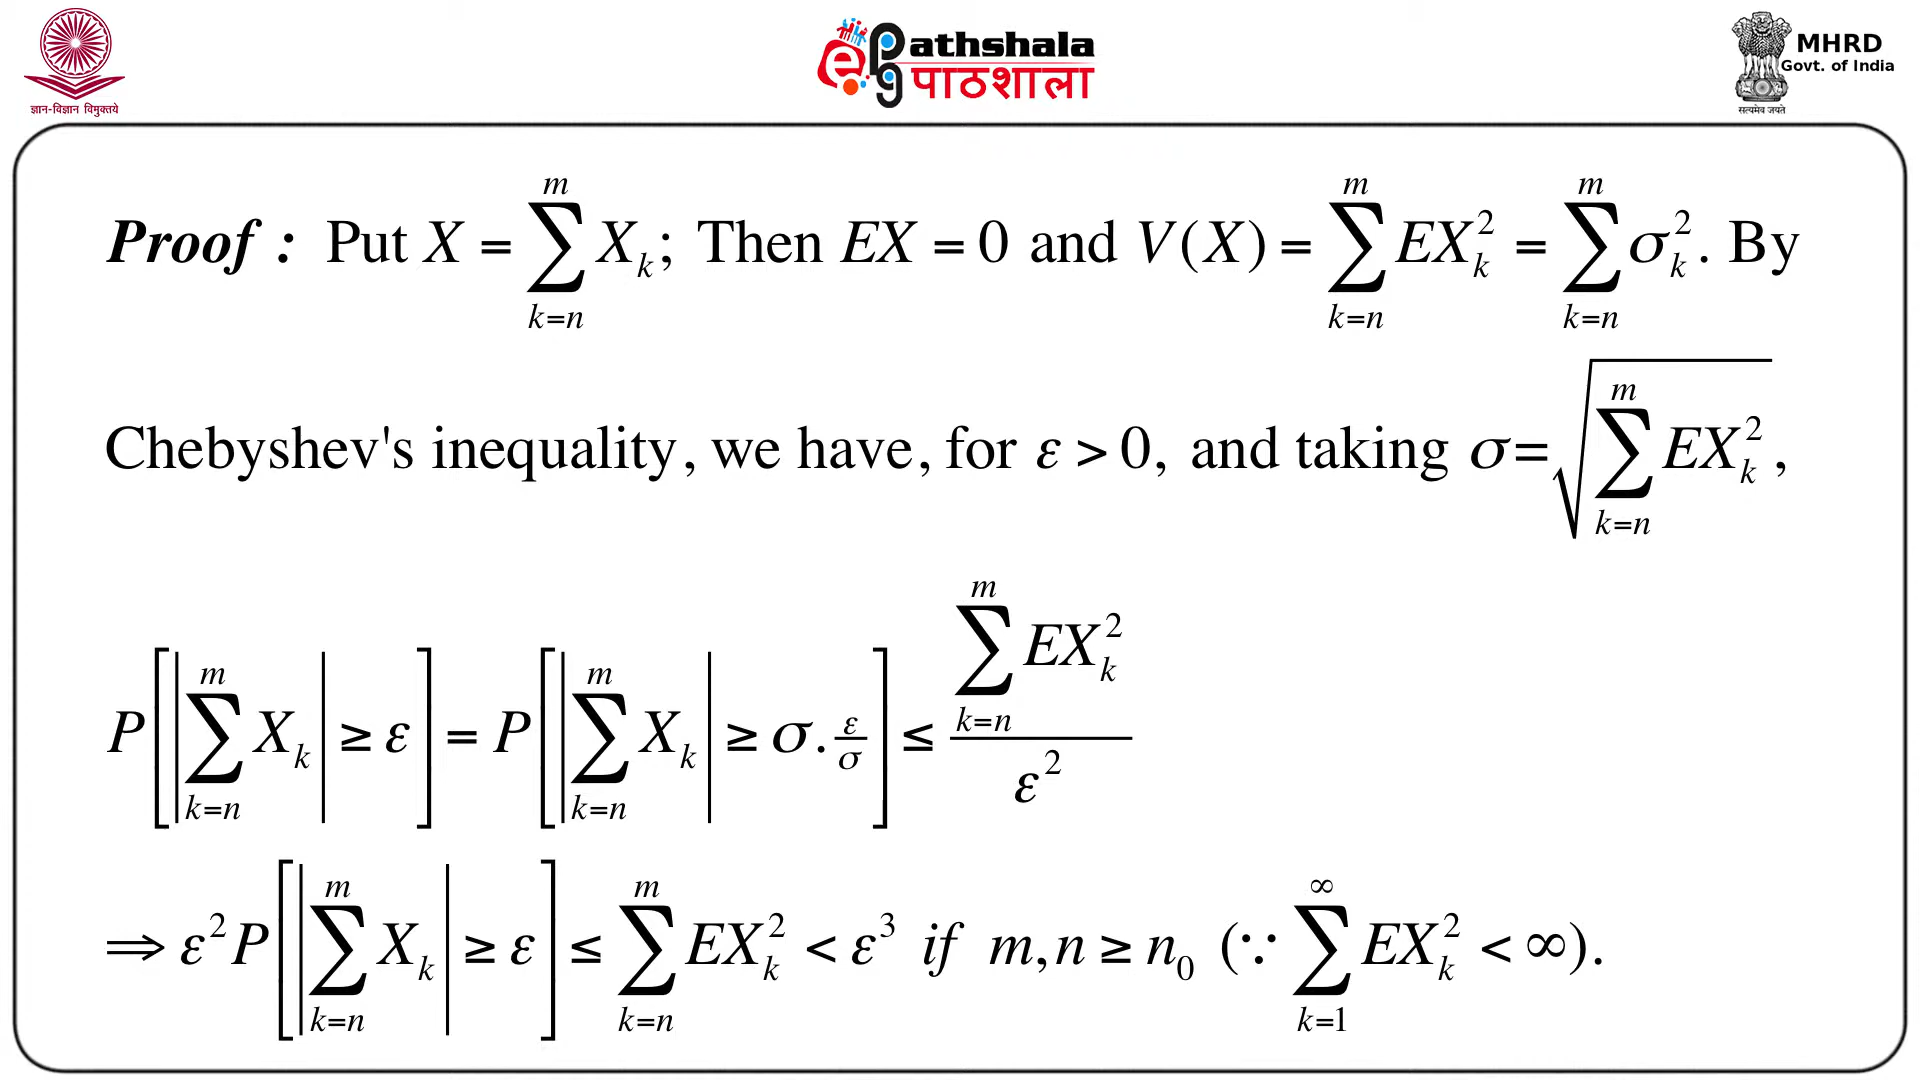 ज्ञान-विज्ञान विमुक्तये
ePathshala
पाठशाला
MHRD
Govt. of India
सत्यमेव जयते
Proof : Put X = ∑_{k=n}^{m} X_k; Then EX = 0 and V(X) = ∑_{k=n}^{m} EX_k^2 = ∑_{k=n}^{m} σ_k^2. By
Chebyshev's inequality, we have, for ε > 0, and taking σ = √(∑_{k=n}^{m} EX_k^2),
P[|∑_{k=n}^{m} X_k| ≥ ε] = P[|∑_{k=n}^{m} X_k| ≥ σ.ε/σ] ≤ (∑_{k=n}^{m} EX_k^2)/ε^2
⇒ ε^2 P[|∑_{k=n}^{m} X_k| ≥ ε] ≤ ∑_{k=n}^{m} EX_k^2 < ε^3 if m,n ≥ n_0 (∵ ∑_{k=1}^{∞} EX_k^2 < ∞).